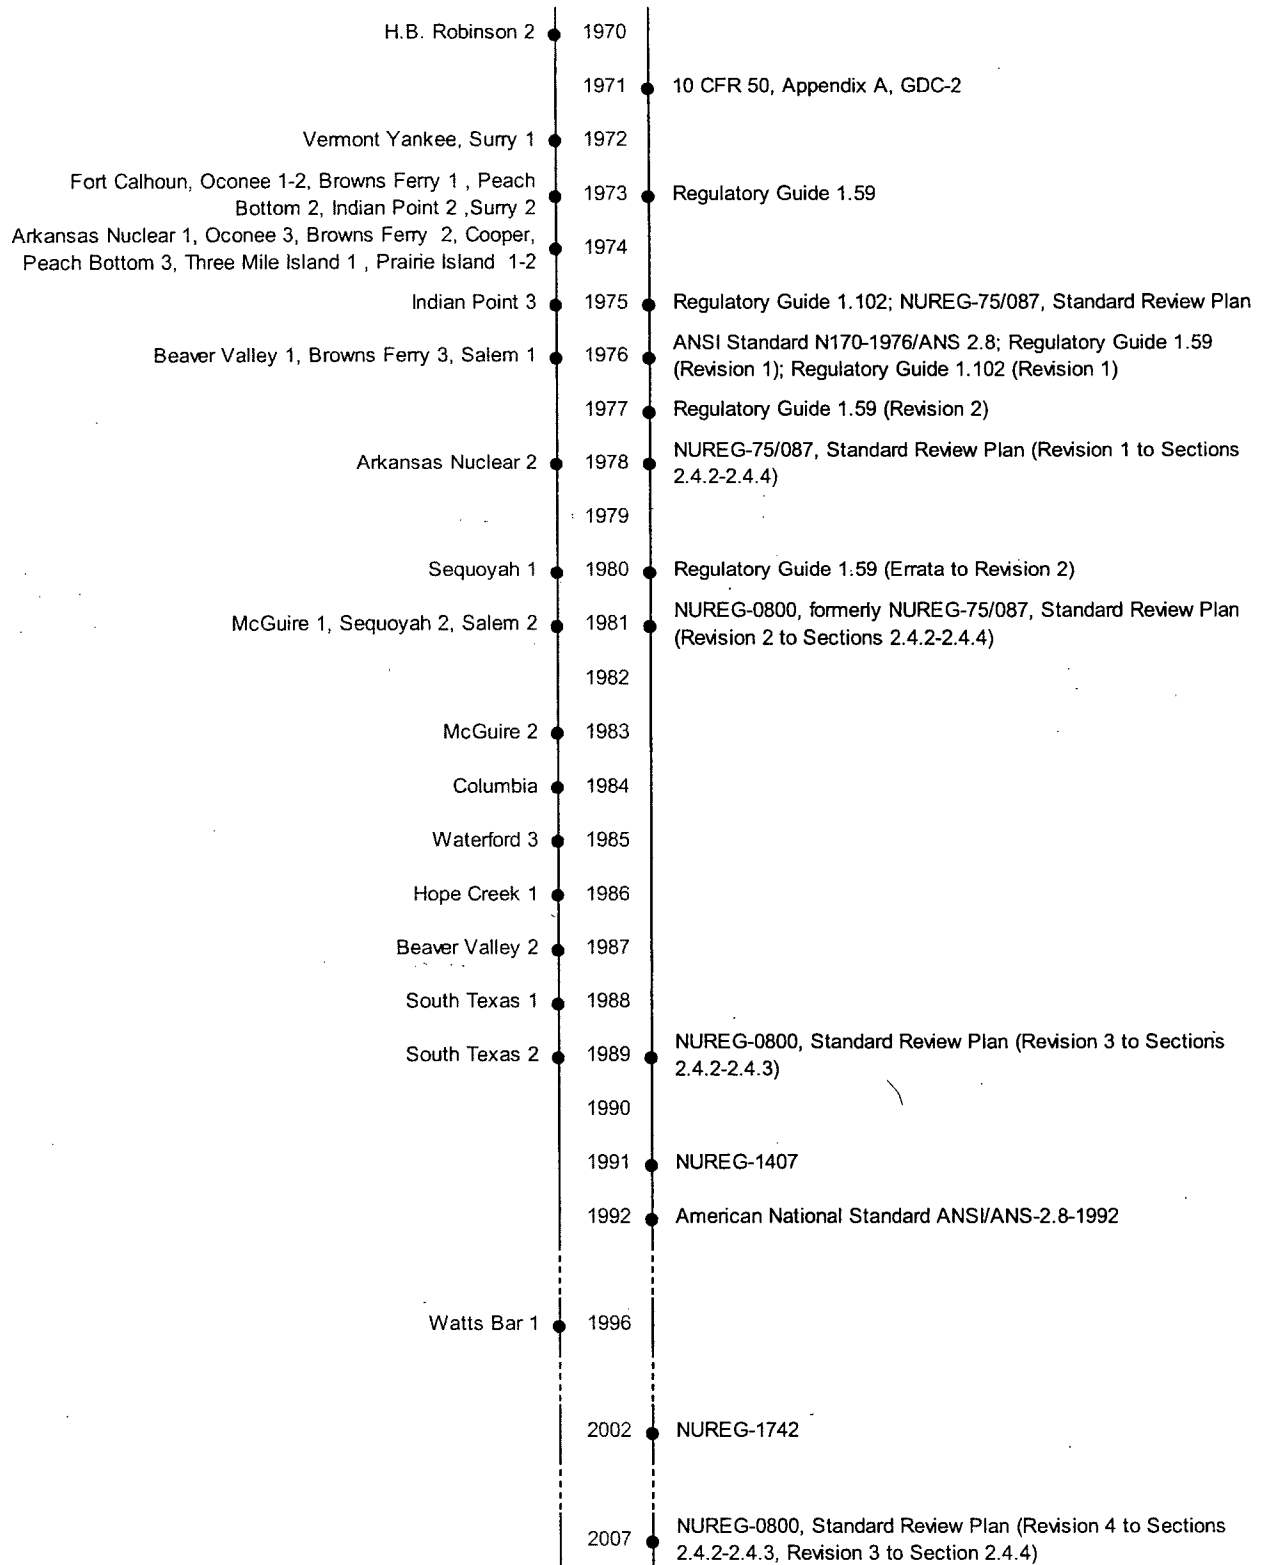 H.B. Robinson 2 1970
1971 10 CFR 50, Appendix A, GDC-2
Vermont Yankee, Surry 1 1972
Fort Calhoun, Oconee 1-2, Browns Ferry 1 , Peach
Bottom 2, Indian Point 2 ,Surry 2
1973 Regulatory Guide 1.59
Arkansas Nuclear 1, Oconee 3, Browns Ferry 2, Cooper,
Peach Bottom 3, Three Mile Island 1 , Prairie Island 1-2
1974
Indian Point 3 1975 Regulatory Guide 1.102; NUREG-75/087, Standard Review Plan
Beaver Valley 1, Browns Ferry 3, Salem 1 1976
ANSI Standard N170-1976/ANS 2.8; Regulatory Guide 1.59
(Revision 1); Regulatory Guide 1.102 (Revision 1)
1977 Regulatory Guide 1.59 (Revision 2)
Arkansas Nuclear 2 1978
NUREG-75/087, Standard Review Plan (Revision 1 to Sections
2.4.2-2.4.4)
1979
Sequoyah 1 1980 Regulatory Guide 1.59 (Errata to Revision 2)
McGuire 1, Sequoyah 2, Salem 2 1981
NUREG-0800, formerly NUREG-75/087, Standard Review Plan
(Revision 2 to Sections 2.4.2-2.4.4)
1982
McGuire 2 1983
Columbia 1984
Waterford 3 1985
Hope Creek 1 1986
Beaver Valley 2 1987
South Texas 1 1988
South Texas 2 1989
NUREG-0800, Standard Review Plan (Revision 3 to Sections
2.4.2-2.4.3)
1990
1991 NUREG-1407
1992 American National Standard ANSI/ANS-2.8-1992
Watts Bar 1 1996
2002 NUREG-1742
2007
NUREG-0800, Standard Review Plan (Revision 4 to Sections
2.4.2-2.4.3, Revision 3 to Section 2.4.4)